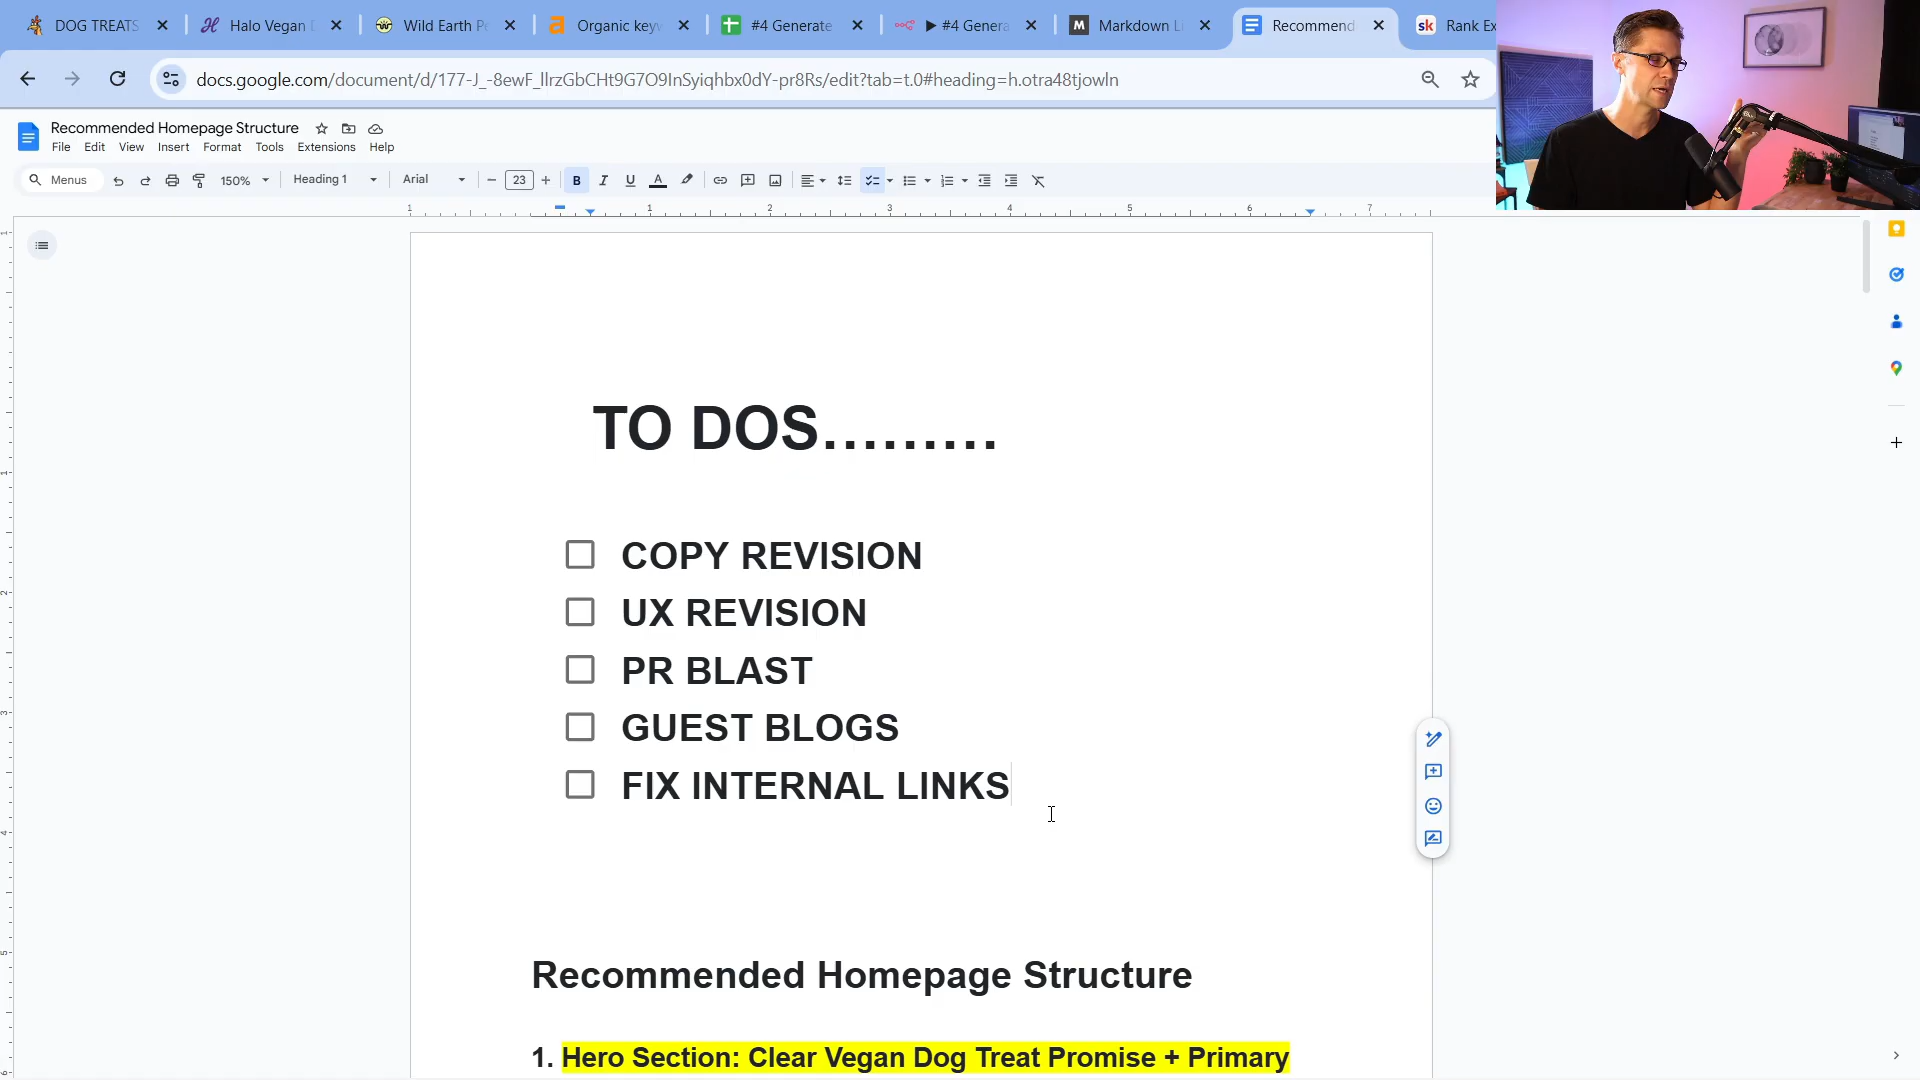 DOG TREATS
Halo Vegan D
Wild Earth Pe
Organic keyw
#4 Generate
▶ #4 Genera
Markdown Li
Recommend
Rank Ex
docs.google.com/document/d/177-J_-8ewF_llrzGbCHt9G7O9InSyiqhbx0dY-pr8Rs/edit?tab=t.0#heading=h.otra48tjowln
Recommended Homepage Structure
File Edit View Insert Format Tools Extensions Help
Menus 150% Heading 1 Arial 23
TO DOS.........
COPY REVISION
UX REVISION
PR BLAST
GUEST BLOGS
FIX INTERNAL LINKS
Recommended Homepage Structure
1. Hero Section: Clear Vegan Dog Treat Promise + Primary